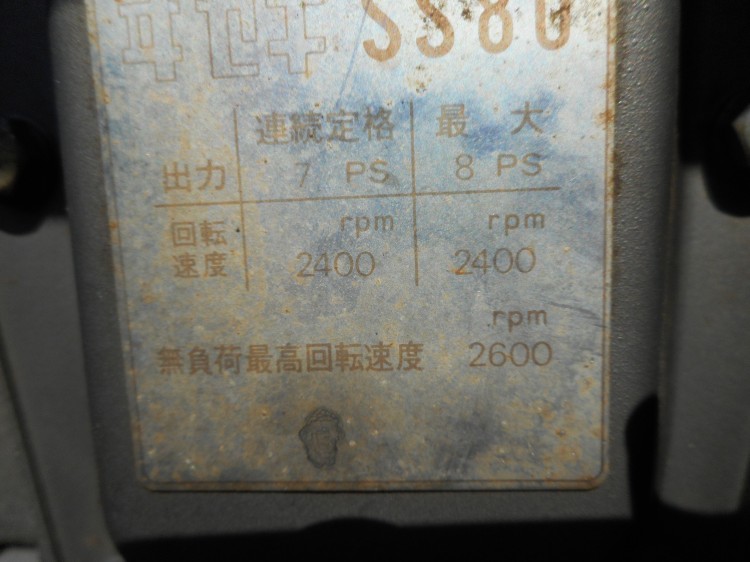 SS80
連続定格 最大
出力 7 PS 8 PS
rpm rpm
回転
速度 2400 2400
rpm
無負荷最高回転速度 2600